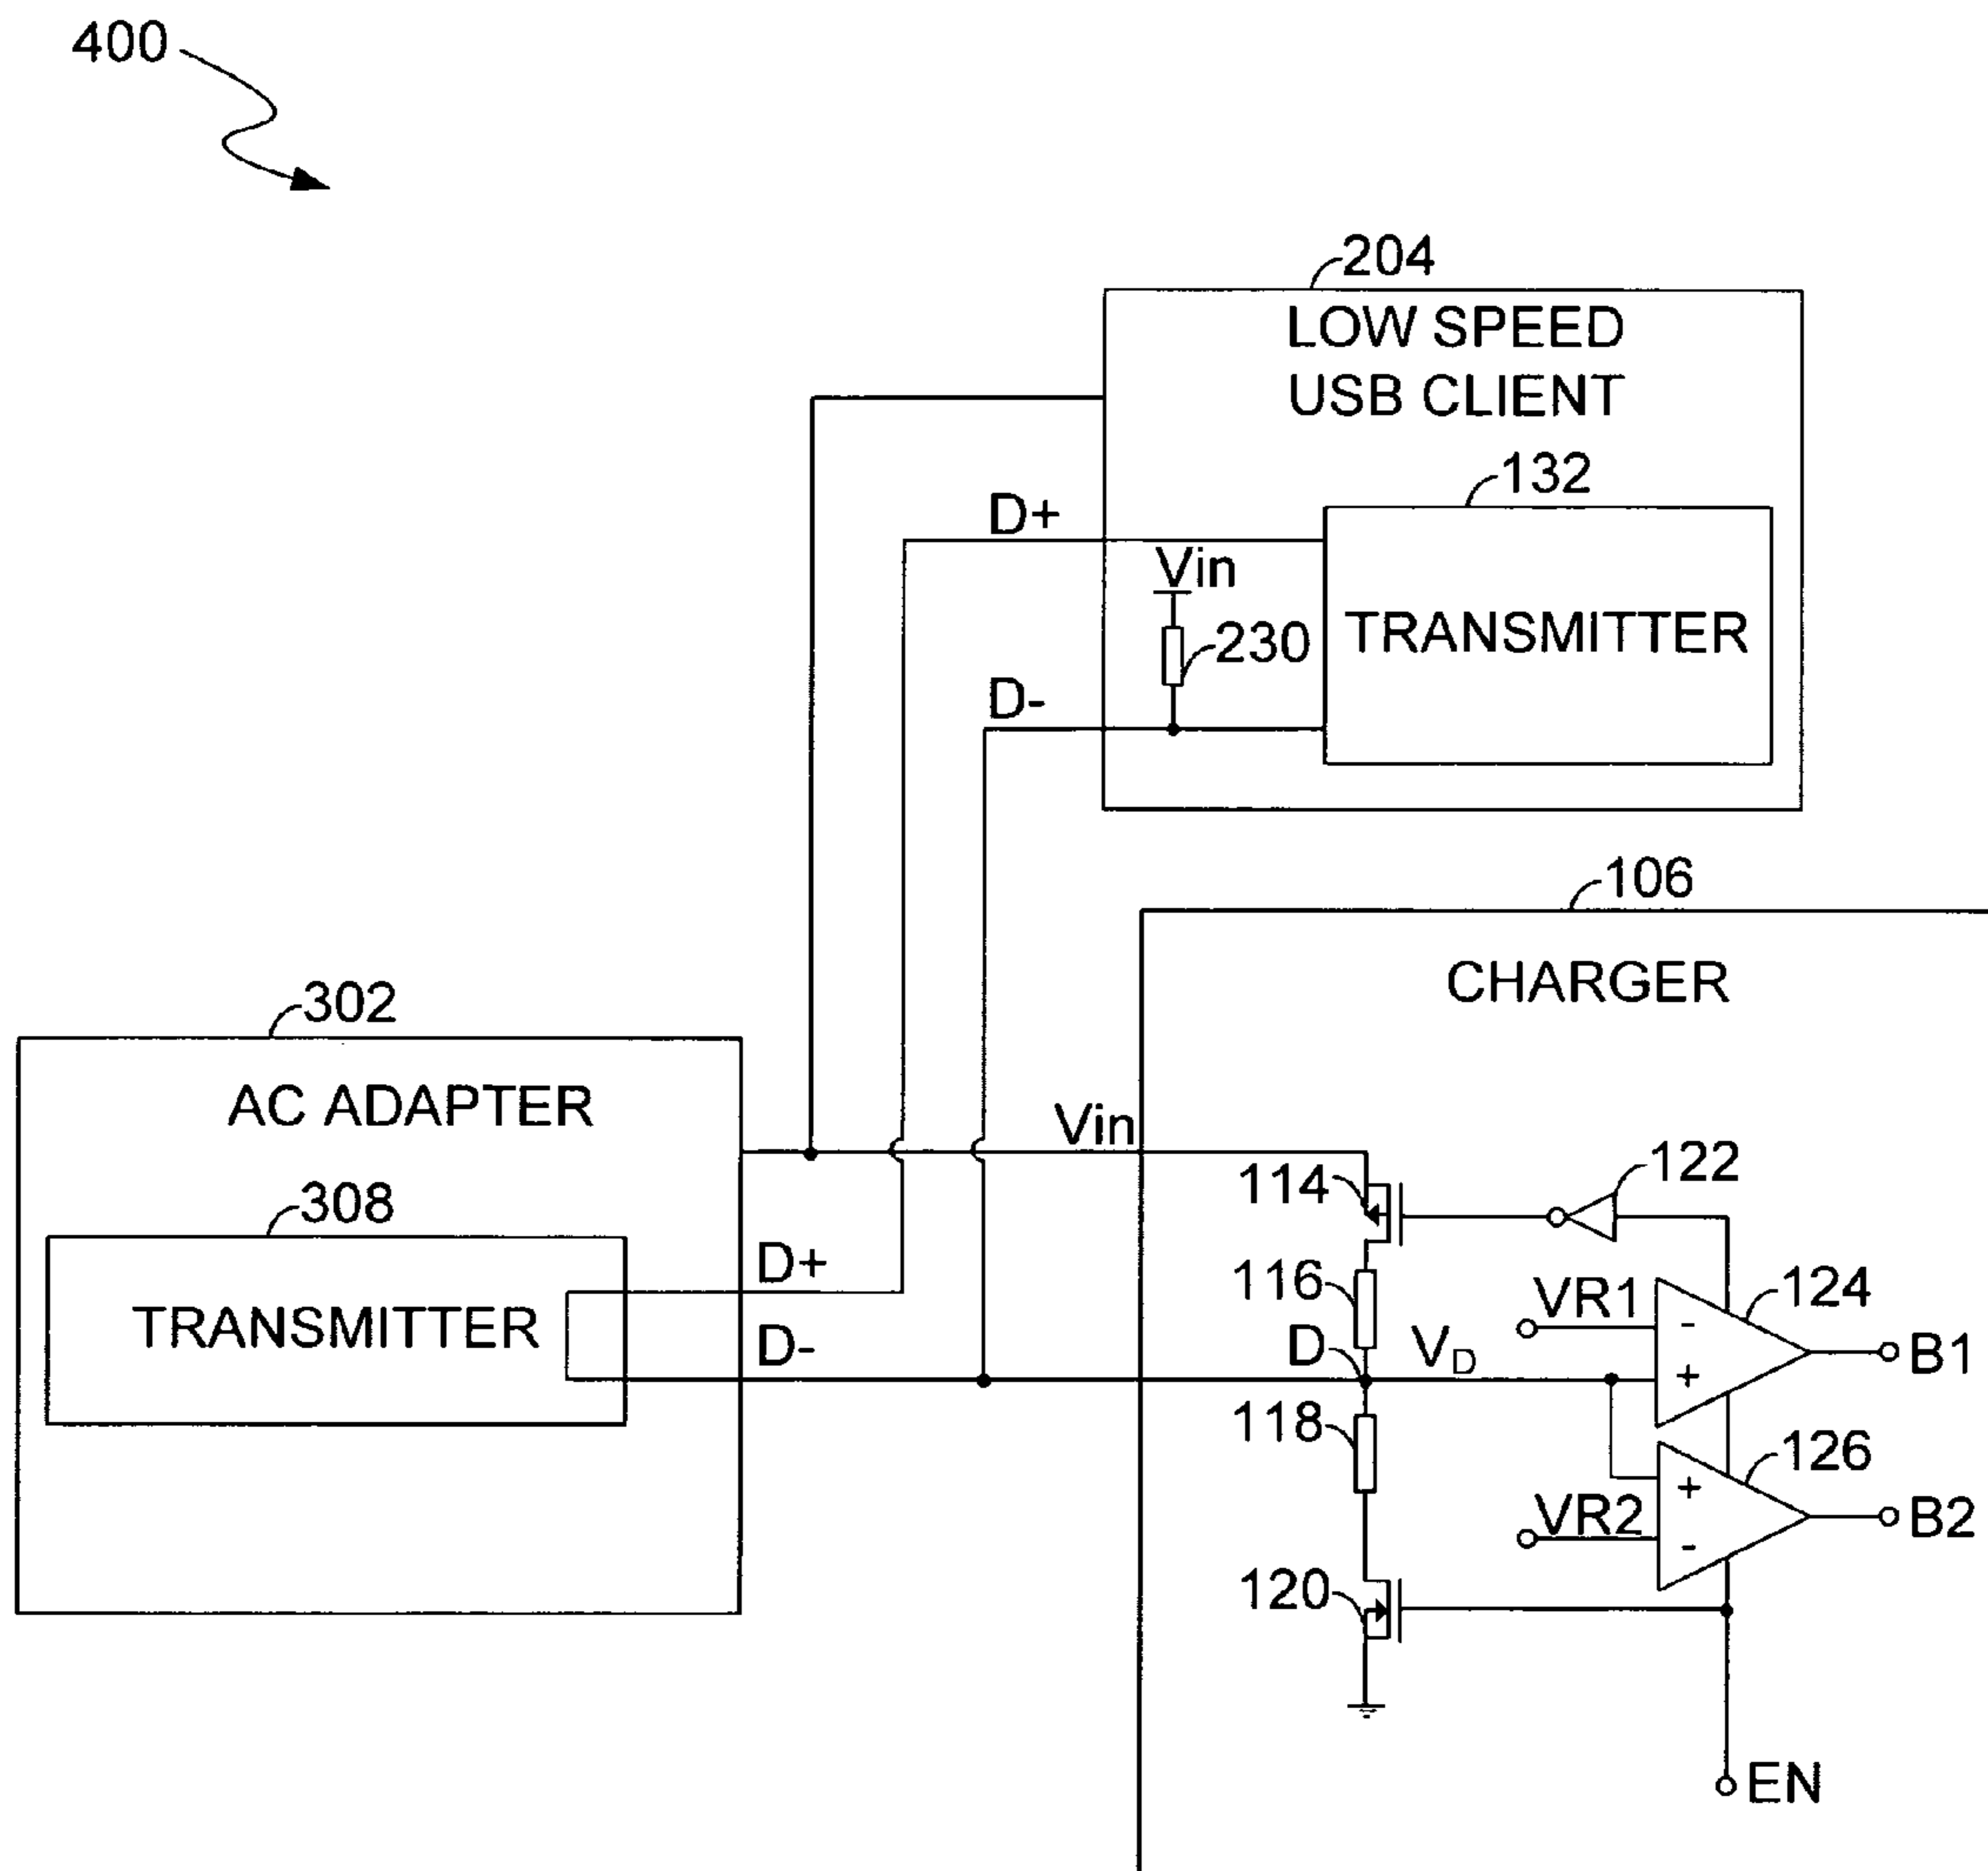 400
204
LOW SPEED
USB CLIENT
132
D+
Vin
TRANSMITTER
230
D-
106
CHARGER
302
AC ADAPTER
Vin
114
122
308
D+
116
VR1
124
TRANSMITTER
D-
D
VD
B1
118
126
VR2
B2
120
EN
-
+
+
-